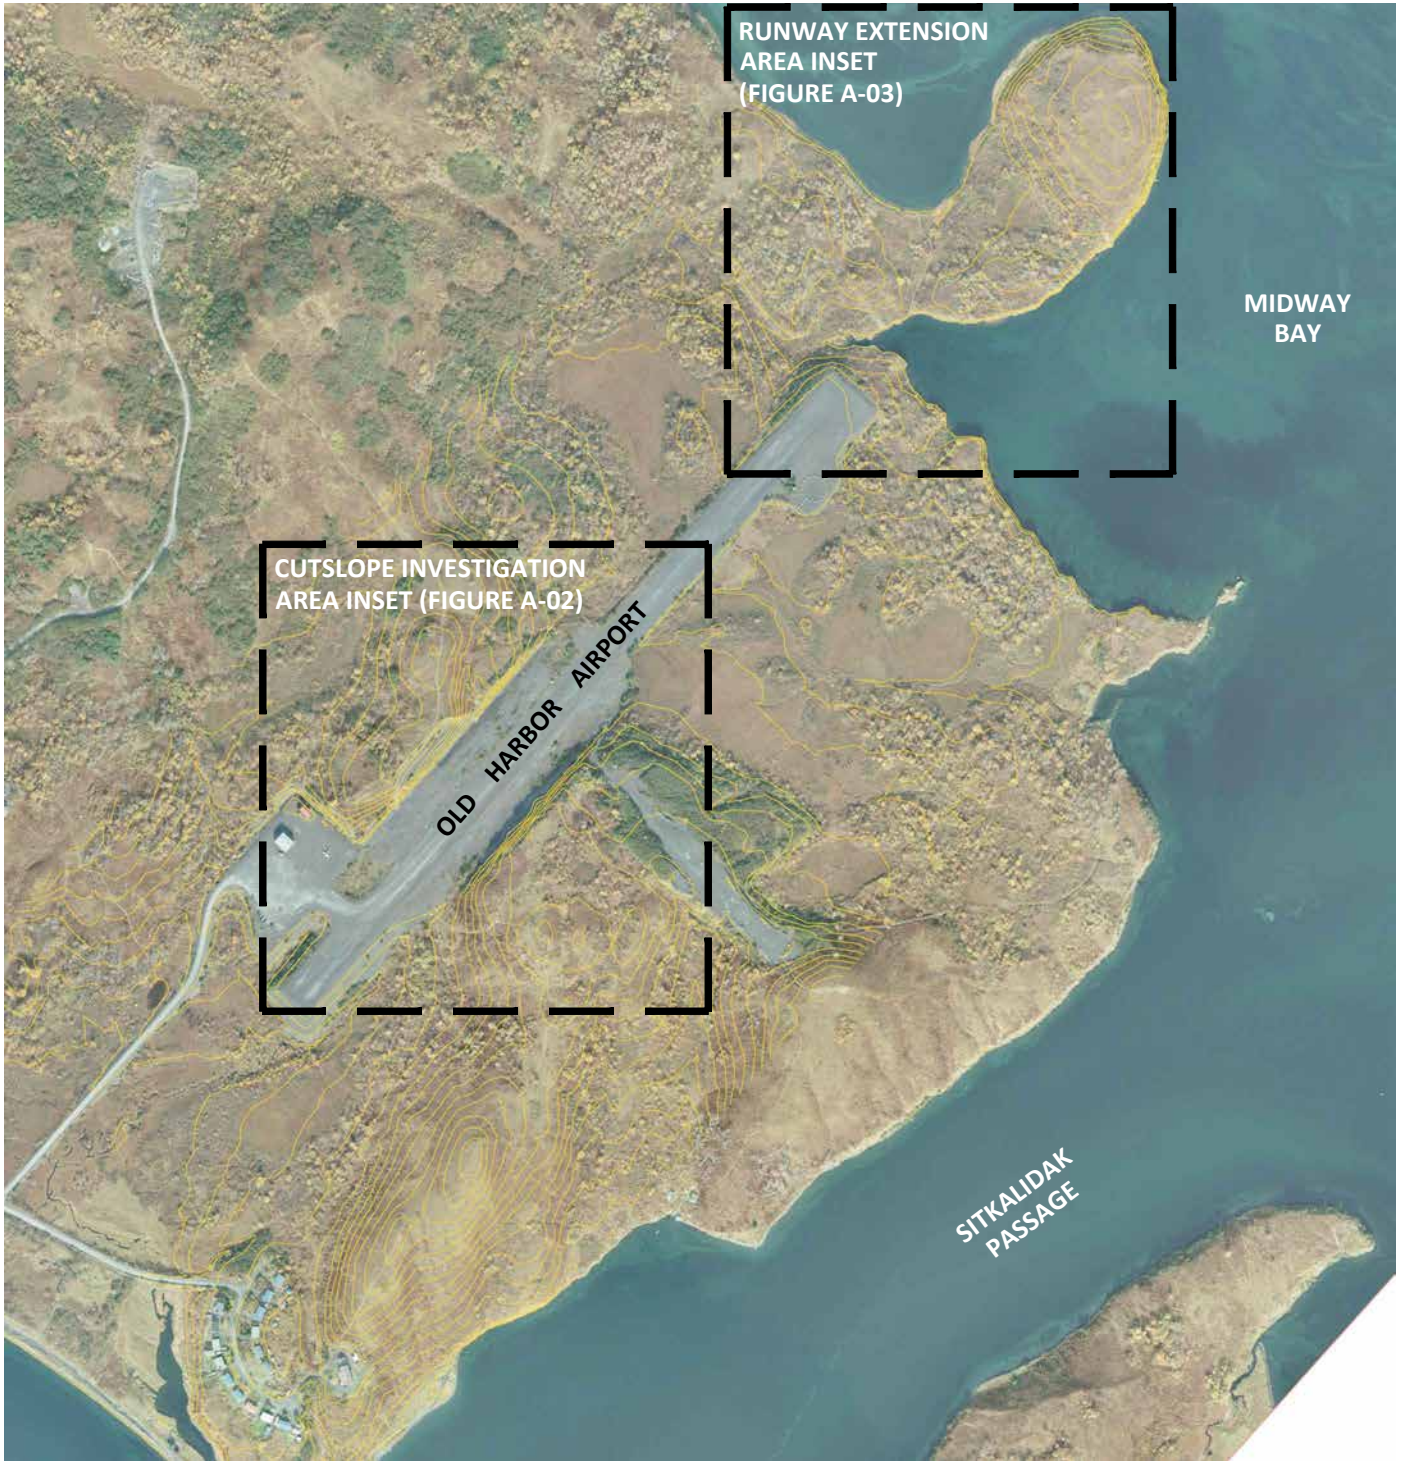 RUNWAY EXTENSION
AREA INSET
(FIGURE A-03)
MIDWAY
BAY
CUTSLOPE INVESTIGATION
AREA INSET (FIGURE A-02)
OLD HARBOR AIRPORT
SITKALIDAK
PASSAGE